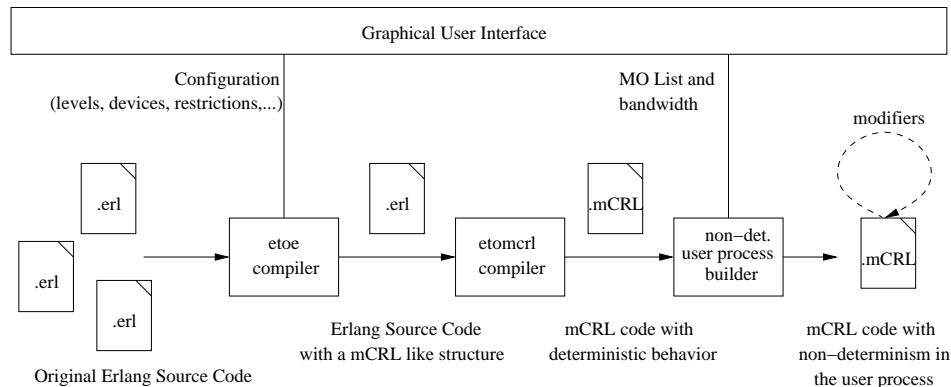 Graphical User Interface
Configuration
(levels, devices, restrictions,...)
MO List and
bandwidth
modifiers
.erl
.erl
.erl
Original Erlang Source Code
etoe
compiler
.erl
Erlang Source Code
with a mCRL like structure
etomcrl
compiler
.mCRL
mCRL code with
deterministic behavior
non−det.
user process
builder
.mCRL
mCRL code with
non−determinism in
the user process